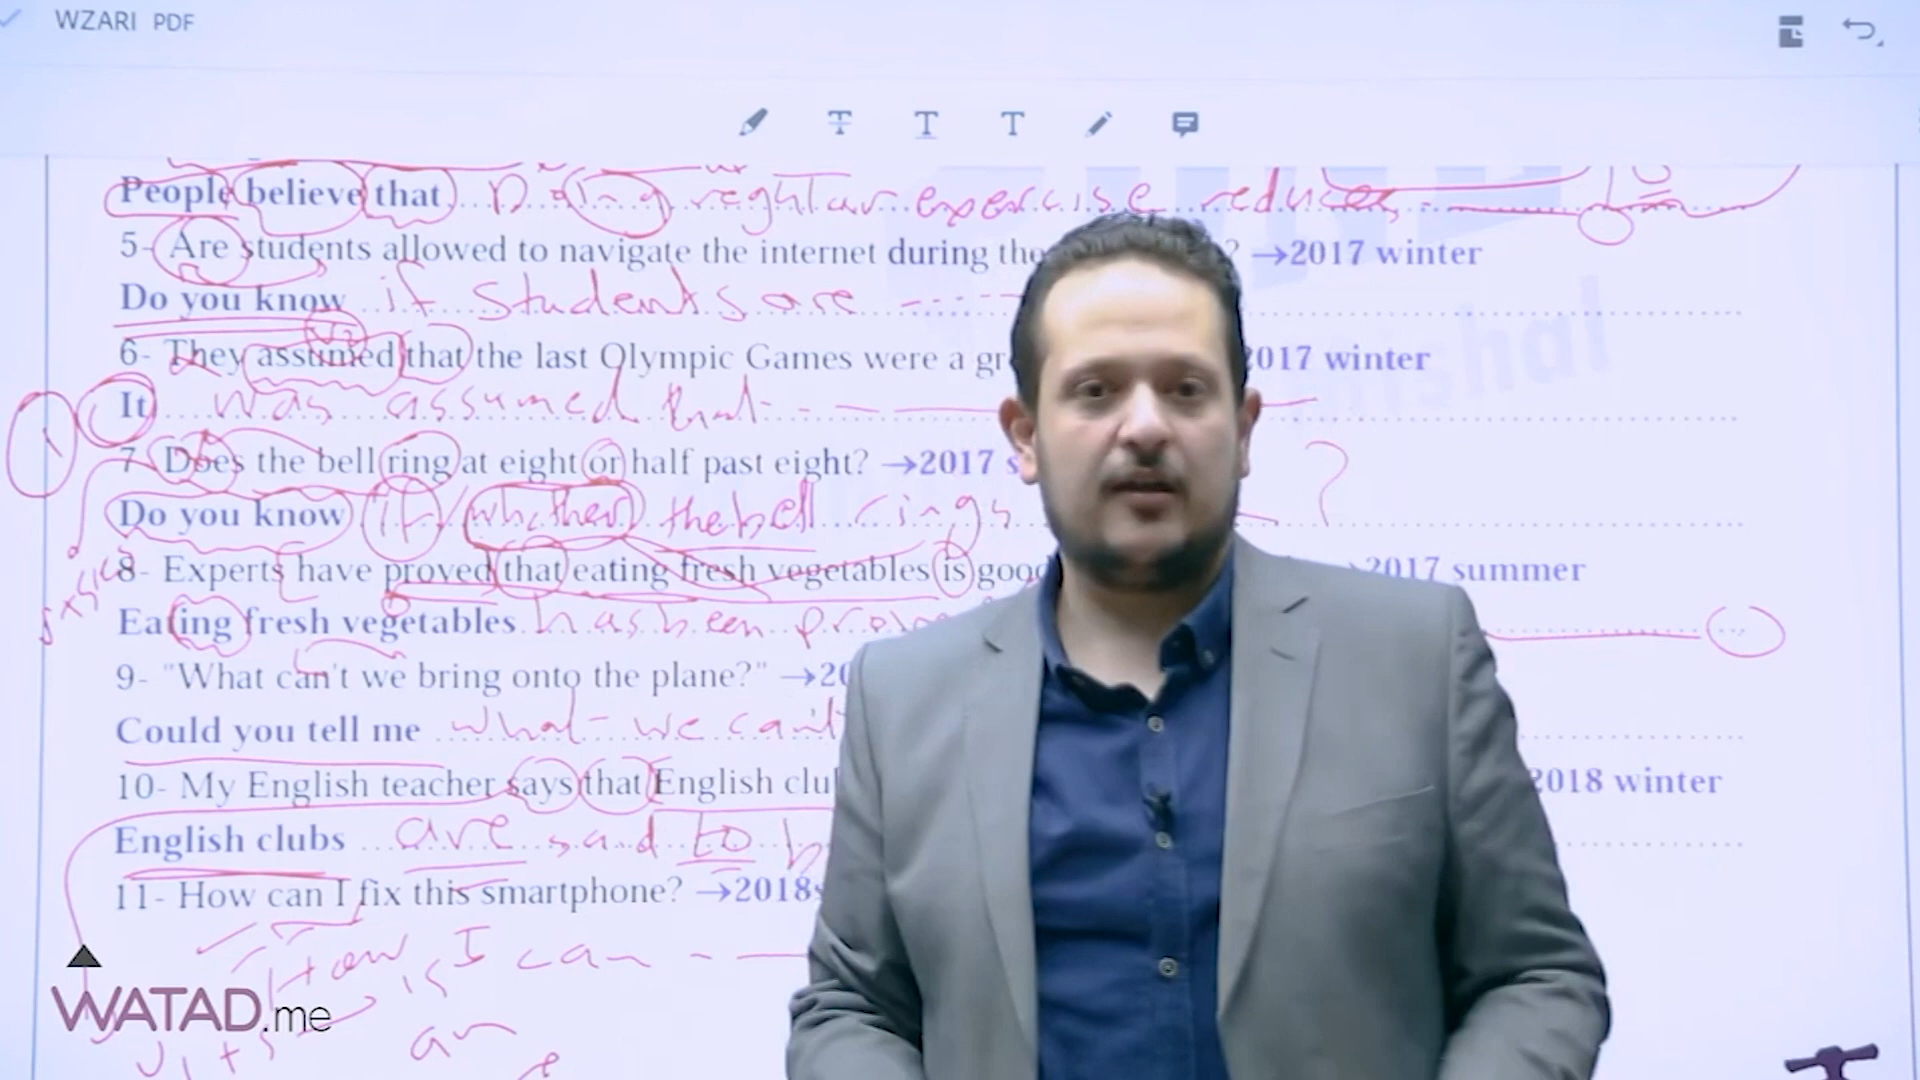 WZARI PDF
People believe that Doing regular exercise reduces
5- Are students allowed to navigate the internet during the ? →2017 winter
Do you know if students are
6- They assumed that the last Olympic Games were a gr 2017 winter
It was assumed that
7- Does the bell ring at eight or half past eight? →2017 s
Do you know if/whether the bell rings ?
8- Experts have proved that eating fresh vegetables is good →2017 summer
Eating fresh vegetables has been prov
9- "What can't we bring onto the plane?" →20
Could you tell me what we can't
10- My English teacher says that English clu 2018 winter
English clubs are said to b
11- How can I fix this smartphone? →2018s
How I can
is
WATAD.me
an